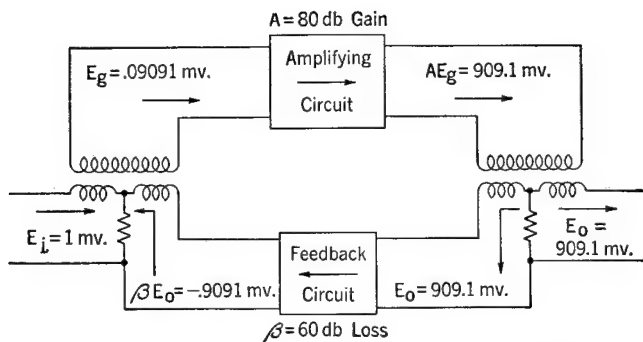 A = 80 db Gain
Eg = .09091 mv.
Amplifying
Circuit
AEg = 909.1 mv.
Ei = 1 mv.
βEo = -.9091 mv.
Feedback
Circuit
Eo = 909.1 mv.
Eo =
909.1 mv.
β = 60 db Loss